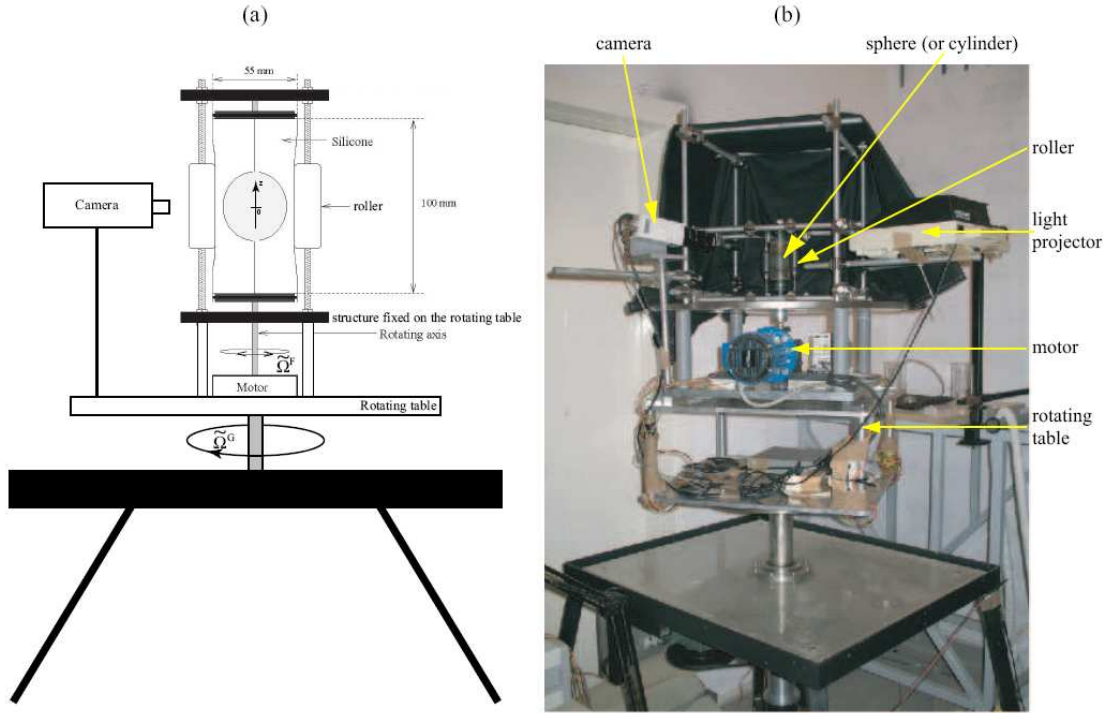 (a)
(b)
55 mm
Silicone
z
0
Camera
roller
100 mm
structure fixed on the rotating table
Rotating axis
Ω̃F
Motor
Rotating table
Ω̃G
camera
sphere (or cylinder)
roller
light
projector
motor
rotating
table